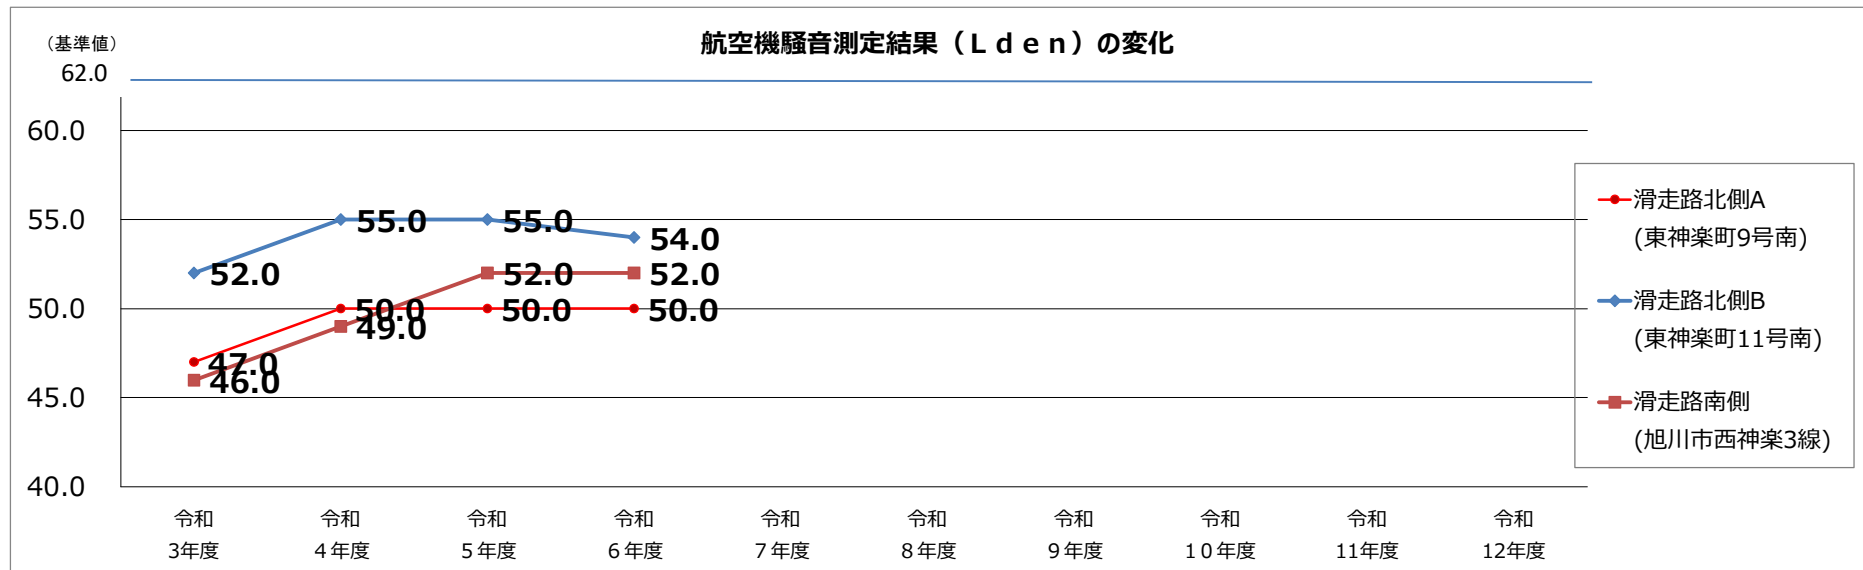 航空機騒音測定結果（Ｌｄｅｎ）の変化
（基準値）
62.0
60.0
55.0
50.0
45.0
40.0
52.0
55.0
55.0
54.0
47.0
50.0
50.0
50.0
46.0
49.0
52.0
52.0
令和
3年度
令和
４年度
令和
５年度
令和
６年度
令和
７年度
令和
８年度
令和
９年度
令和
１０年度
令和
11年度
令和
12年度
滑走路北側A
(東神楽町9号南)
滑走路北側B
(東神楽町11号南)
滑走路南側
(旭川市西神楽3線)